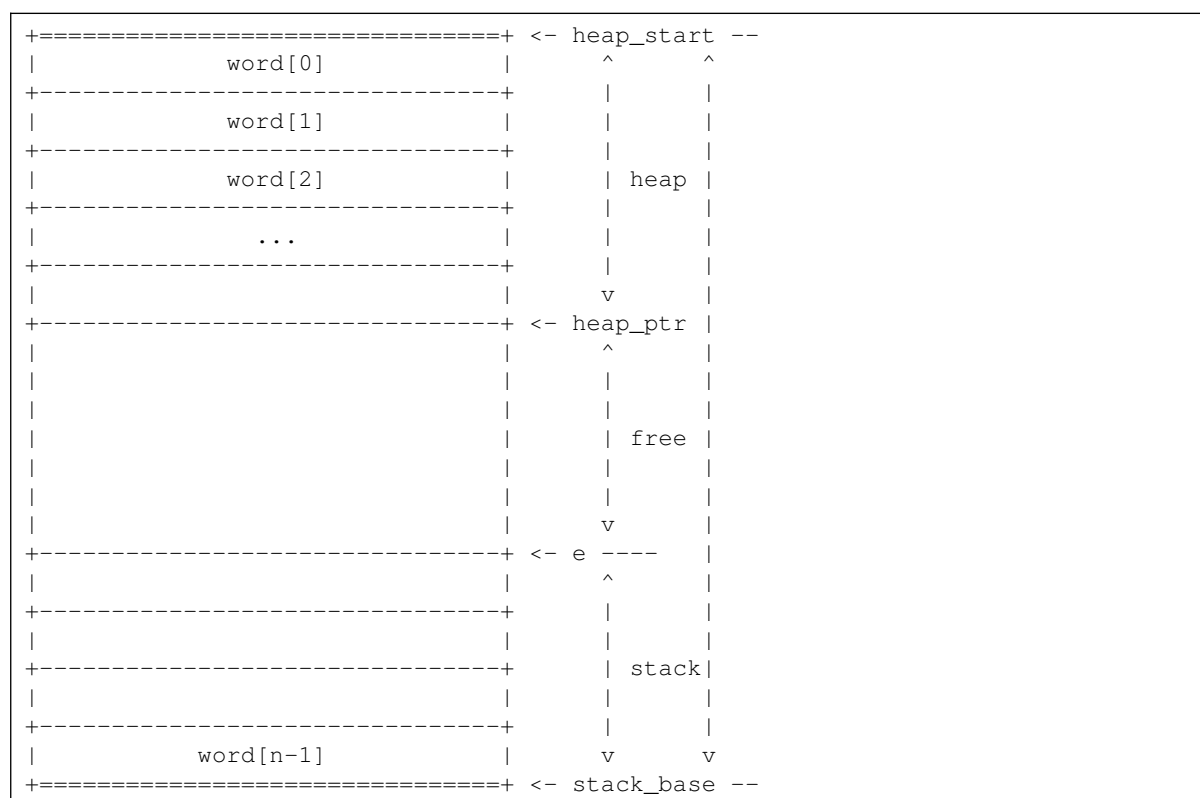 +================================+ <- heap_start --
|             word[0]            |      ^      ^
+--------------------------------+      |      |
|             word[1]            |      |      |
+--------------------------------+      |      |
|             word[2]            |      | heap |
+--------------------------------+      |      |
|               ...              |      |      |
+--------------------------------+      |      |
|                                |      v      |
+--------------------------------+ <- heap_ptr |
|                                |      ^      |
|                                |      |      |
|                                |      |      |
|                                |      | free |
|                                |      |      |
|                                |      |      |
|                                |      v      |
+--------------------------------+ <- e ----   |
|                                |      ^      |
+--------------------------------+      |      |
|                                |      |      |
+--------------------------------+      | stack|
|                                |      |      |
+--------------------------------+      |      |
|           word[n-1]            |      v      v
+================================+ <- stack_base --